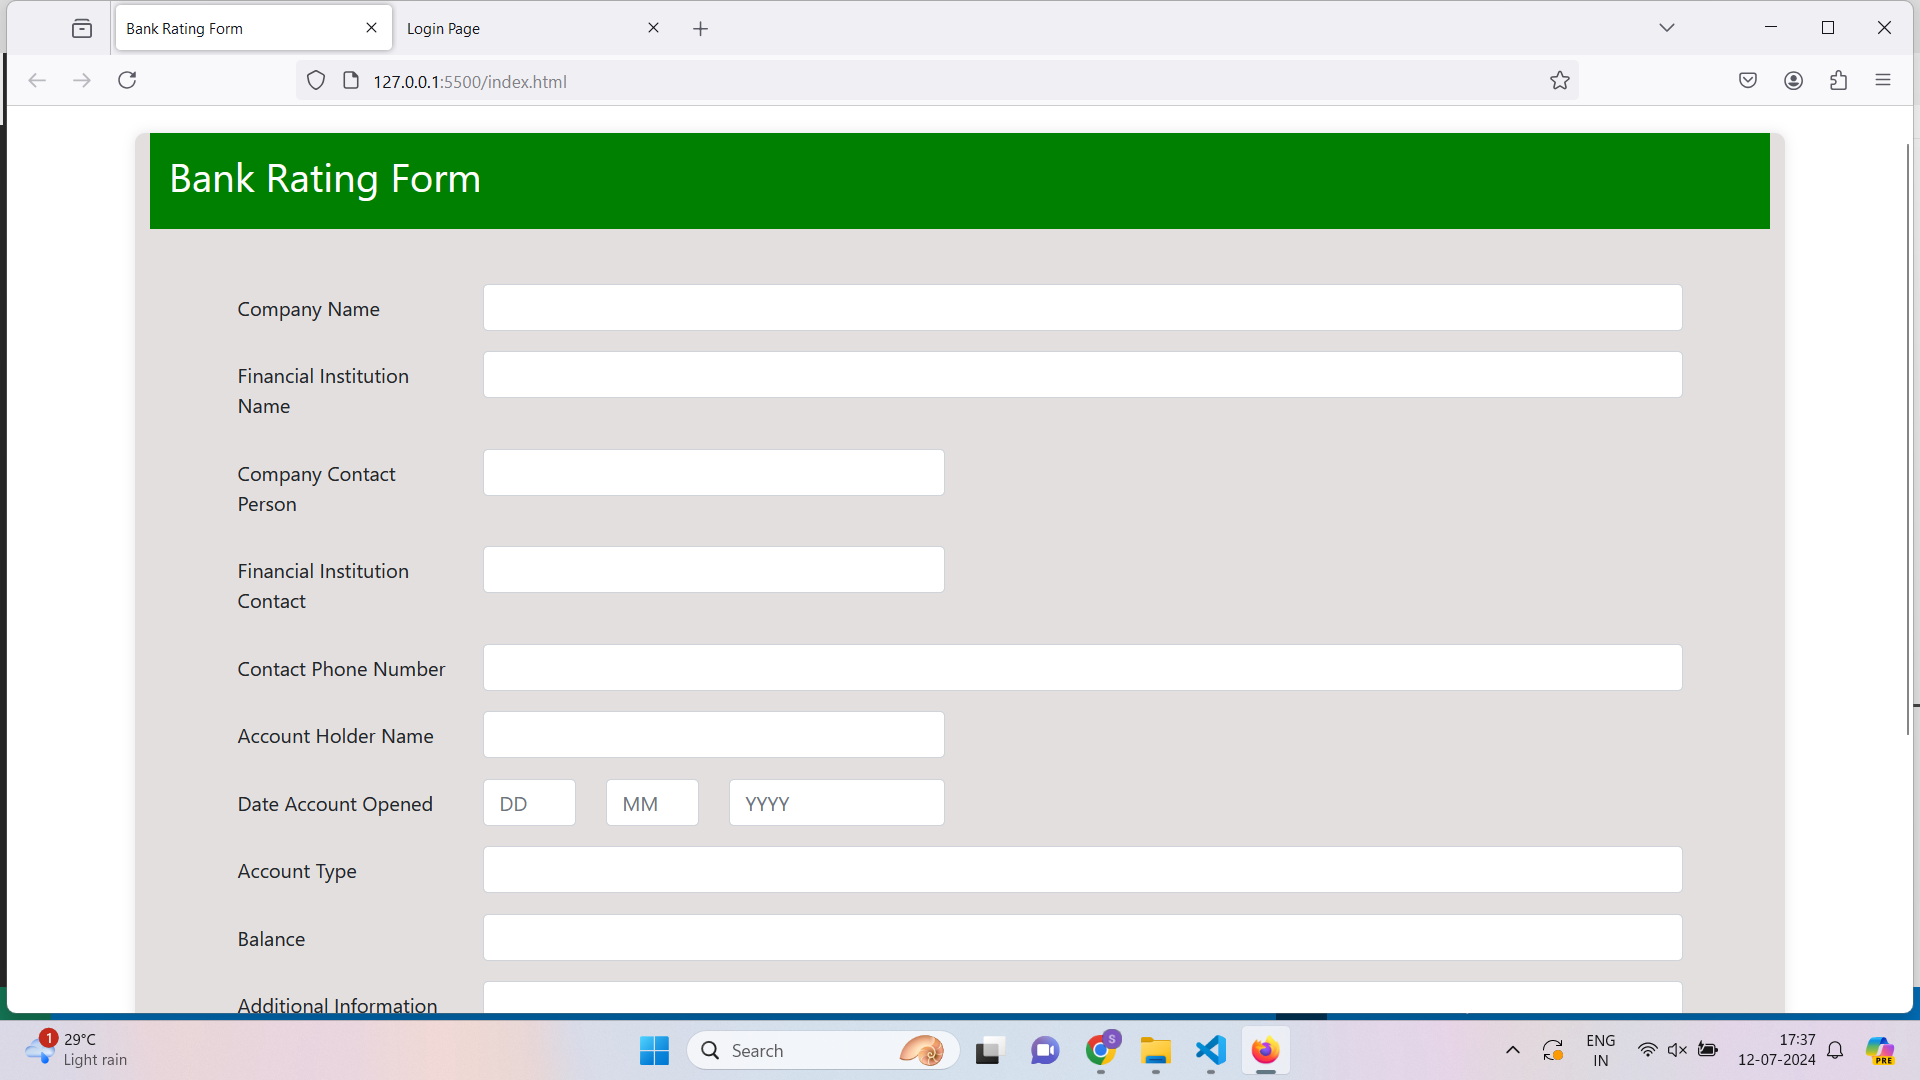 Bank Rating Form
Login Page
127.0.0.1:5500/index.html
Bank Rating Form
Company Name
Financial Institution
Name
Company Contact
Person
Financial Institution
Contact
Contact Phone Number
Account Holder Name
Date Account Opened
DD
MM
YYYY
Account Type
Balance
Additional Information
1
29°C
Light rain
Search
S
ENG
IN
17:37
12-07-2024
PRE